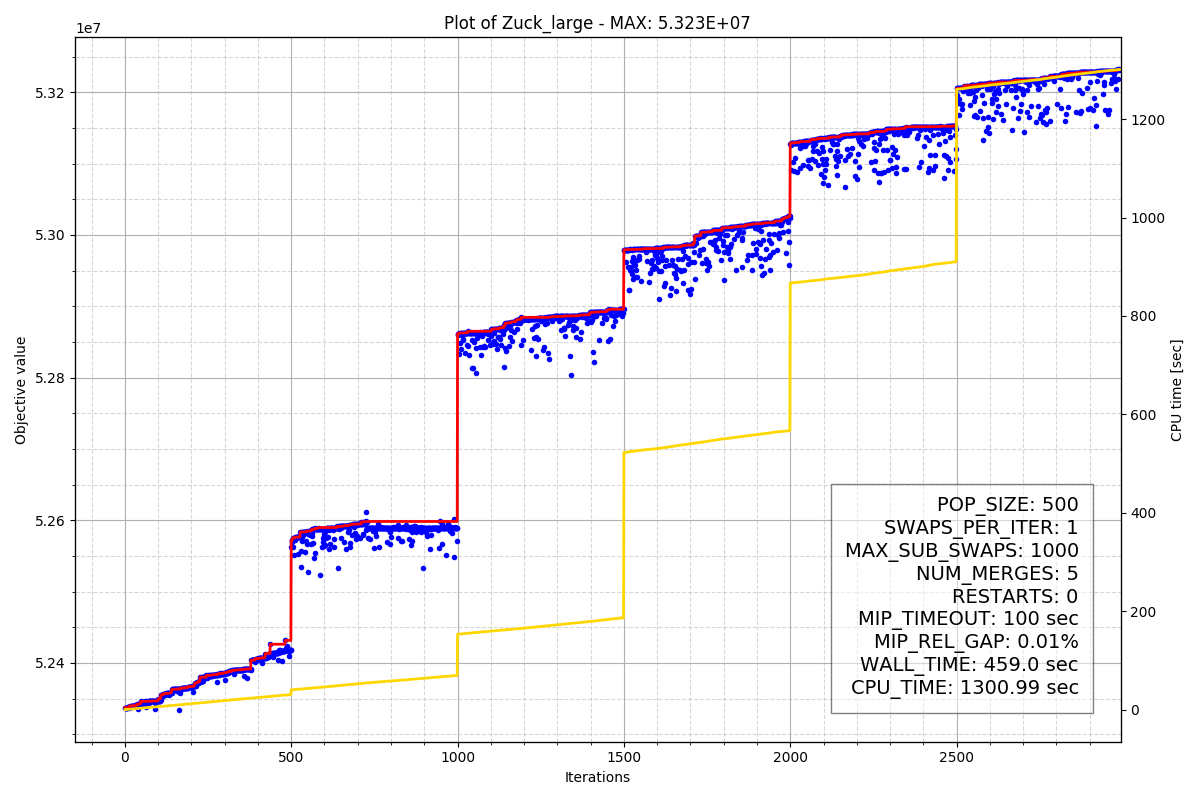 Plot of Zuck_large - MAX: 5.323E+07
1e7
5.32
5.30
5.28
5.26
5.24
Objective value
0
500
1000
1500
2000
2500
Iterations
1200
1000
800
600
400
200
0
CPU time [sec]
POP_SIZE: 500
SWAPS_PER_ITER: 1
MAX_SUB_SWAPS: 1000
NUM_MERGES: 5
RESTARTS: 0
MIP_TIMEOUT: 100 sec
MIP_REL_GAP: 0.01%
WALL_TIME: 459.0 sec
CPU_TIME: 1300.99 sec